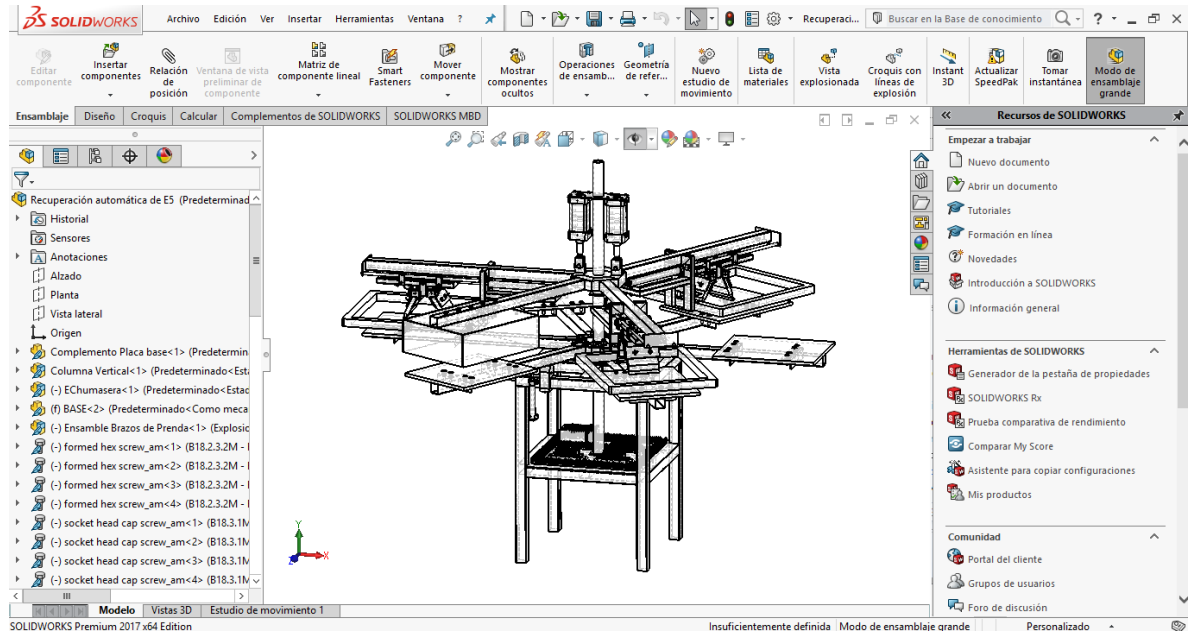 SOLIDWORKS
Archivo Edición Ver Insertar Herramientas Ventana ?
Recuperaci...
Buscar en la Base de conocimiento
?
Editar componente
Insertar componentes
Relación de posición
Ventana de vista preliminar de componente
Matriz de componente lineal
Smart Fasteners
Mover componente
Mostrar componentes ocultos
Operaciones de ensamb...
Geometría de refer...
Nuevo estudio de movimiento
Lista de materiales
Vista explosionada
Croquis con líneas de explosión
Instant 3D
Actualizar SpeedPak
Tomar instantánea
Modo de ensamblaje grande
Ensamblaje Diseño Croquis Calcular Complementos de SOLIDWORKS SOLIDWORKS MBD
Recuperación automática de E5 (Predeterminad
Historial
Sensores
Anotaciones
Alzado
Planta
Vista lateral
Origen
Complemento Placa base<1> (Predetermin
Columna Vertical<1> (Predeterminado<Esta
(-) EChumasera<1> (Predeterminado<Estac
(f) BASE<2> (Predeterminado<Como meca
(-) Ensamble Brazos de Prenda<1> (Explosic
(-) formed hex screw_am<1> (B18.2.3.2M - I
(-) formed hex screw_am<2> (B18.2.3.2M - I
(-) formed hex screw_am<3> (B18.2.3.2M - I
(-) formed hex screw_am<4> (B18.2.3.2M - I
(-) socket head cap screw_am<1> (B18.3.1M
(-) socket head cap screw_am<2> (B18.3.1M
(-) socket head cap screw_am<3> (B18.3.1M
(-) socket head cap screw_am<4> (B18.3.1M
Y
X
Z
Recursos de SOLIDWORKS
Empezar a trabajar
Nuevo documento
Abrir un documento
Tutoriales
Formación en línea
Novedades
Introducción a SOLIDWORKS
Información general
Herramientas de SOLIDWORKS
Generador de la pestaña de propiedades
SOLIDWORKS Rx
Prueba comparativa de rendimiento
Comparar My Score
Asistente para copiar configuraciones
Mis productos
Comunidad
Portal del cliente
Grupos de usuarios
Foro de discusión
Modelo Vistas 3D Estudio de movimiento 1
SOLIDWORKS Premium 2017 x64 Edition
Insuficientemente definida Modo de ensamblaje grande Personalizado